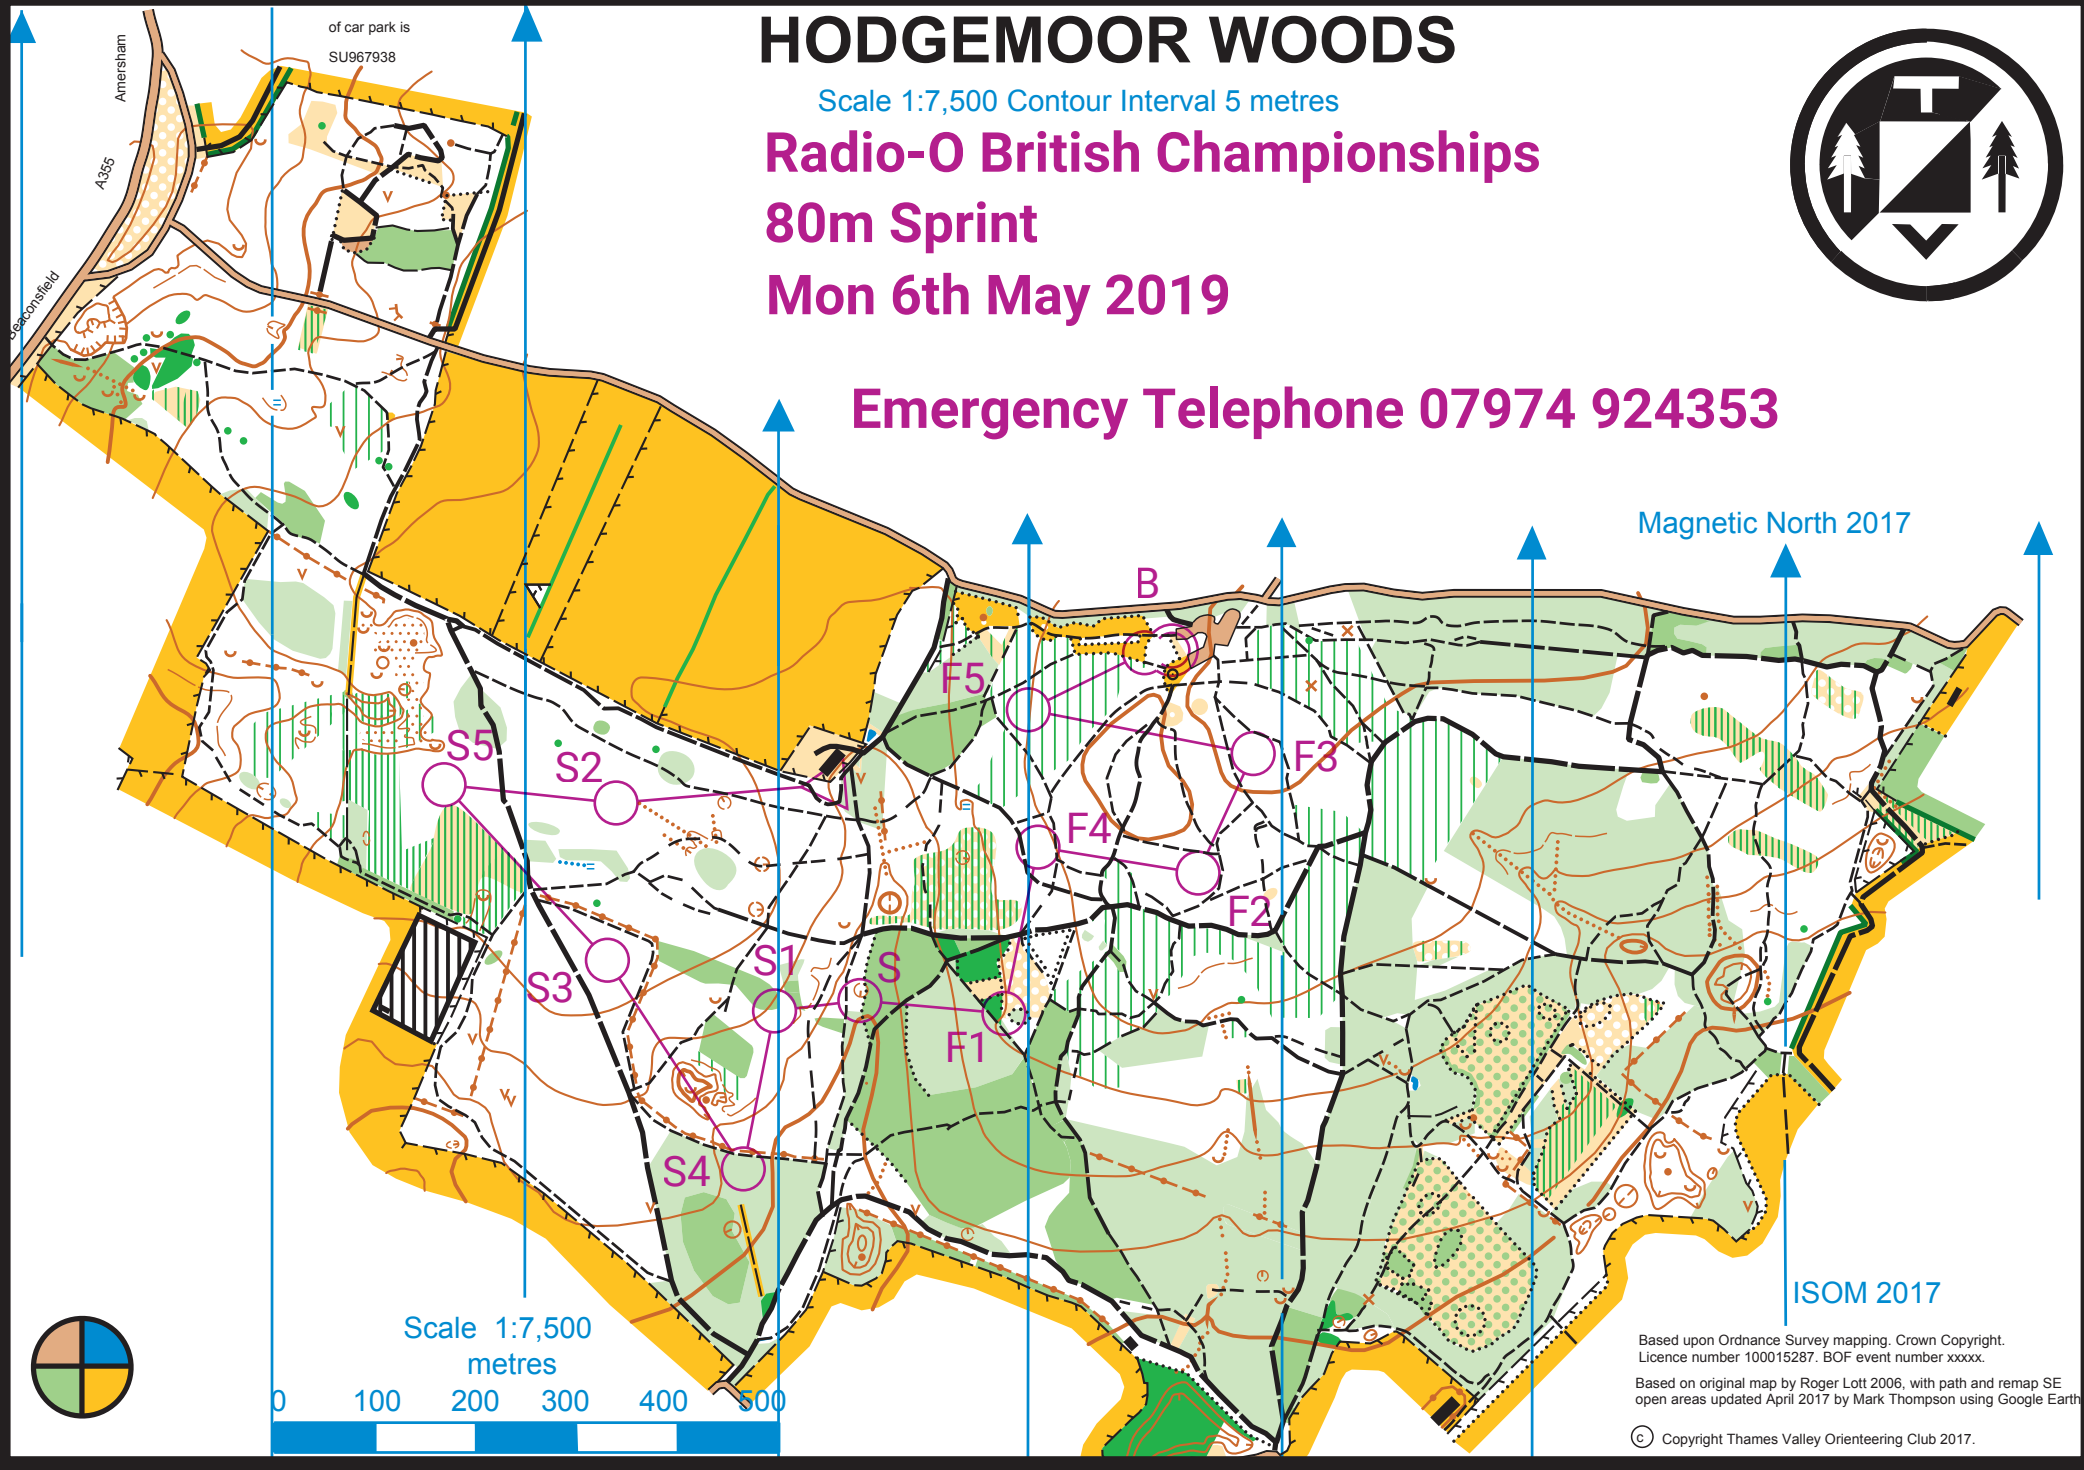 of car park is
SU967938
HODGEMOOR WOODS
Scale 1:7,500 Contour Interval 5 metres
Radio-O British Championships
80m Sprint
Mon 6th May 2019
Emergency Telephone 07974 924353
Amersham
A355
Beaconsfield
Magnetic North 2017
B
F5
S5
S2
F3
F4
F2
S1
S
S3
F1
S4
ISOM 2017
Scale 1:7,500
metres
0 100 200 300 400 500
Based upon Ordnance Survey mapping. Crown Copyright.
Licence number 100015287. BOF event number xxxxx.
Based on original map by Roger Lott 2006, with path and remap SE
open areas updated April 2017 by Mark Thompson using Google Earth
c Copyright Thames Valley Orienteering Club 2017.